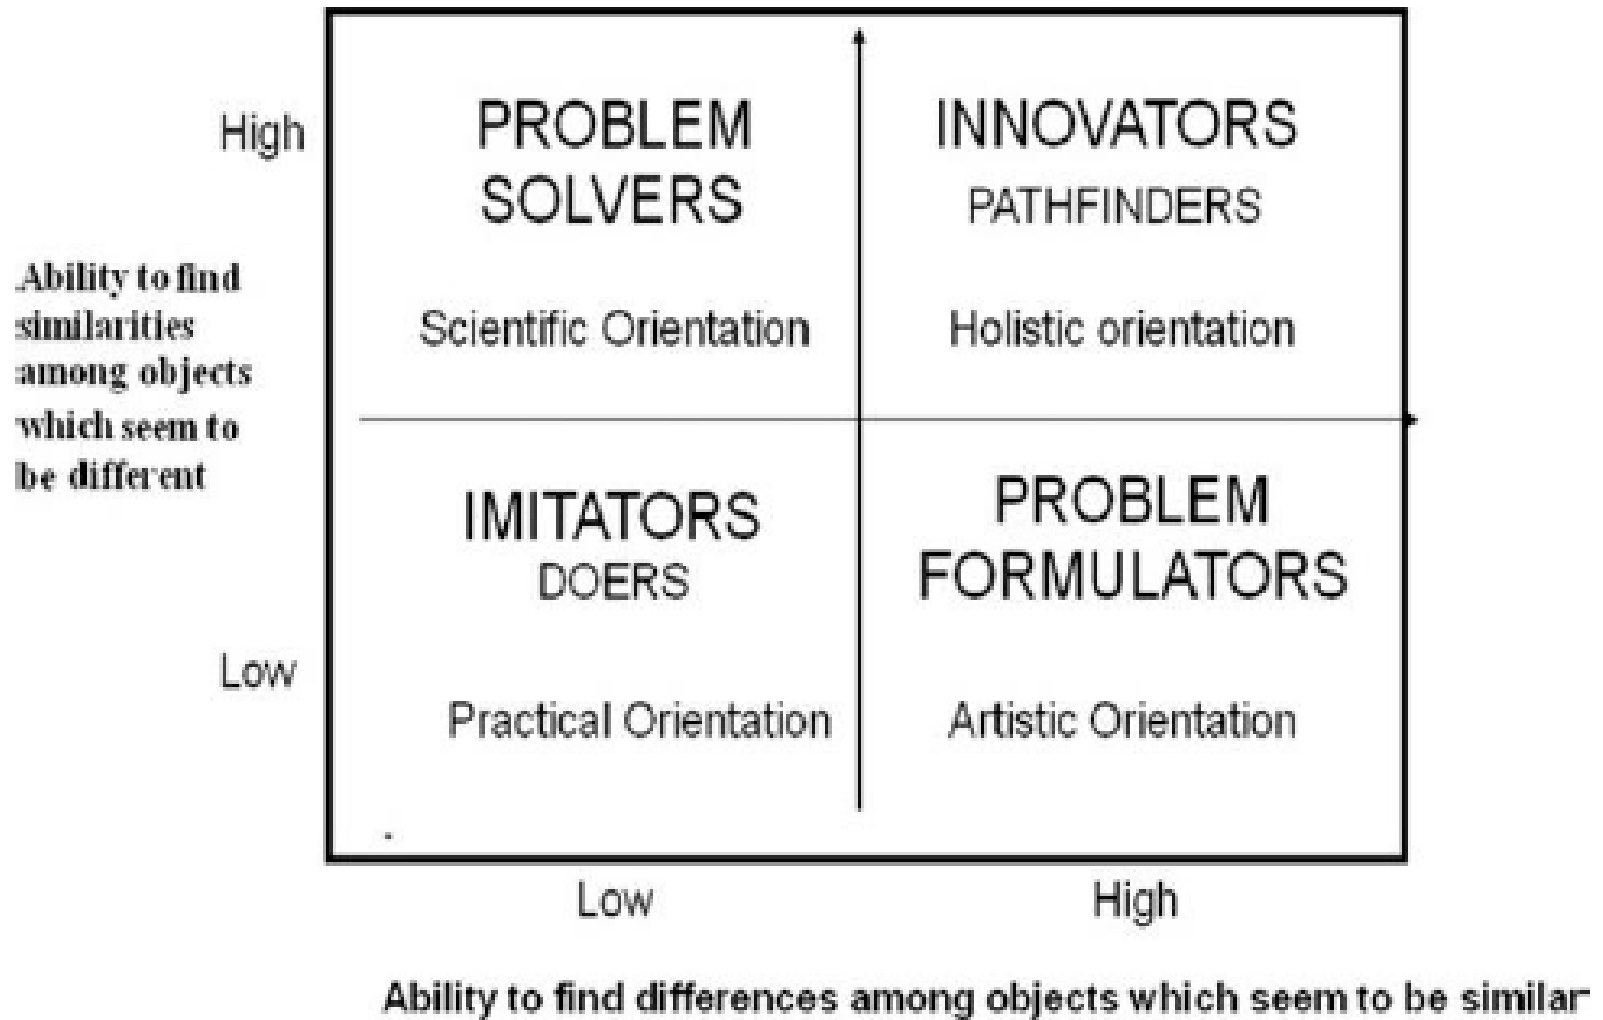 High
PROBLEM
SOLVERS
Scientific Orientation
INNOVATORS
PATHFINDERS
Holistic orientation
Ability to find
similarities
among objects
which seem to
be different
IMITATORS
DOERS
Practical Orientation
PROBLEM
FORMULATORS
Artistic Orientation
Low
Low
High
Ability to find differences among objects which seem to be similar